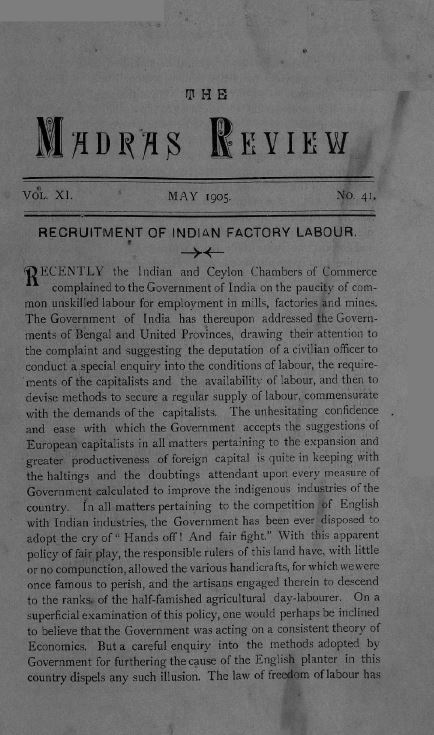 THE
MADRAS REVIEW
VOL. XI. MAY 1905. NO. 41.
RECRUITMENT OF INDIAN FACTORY LABOUR.
RECENTLY the Indian and Ceylon Chambers of Commerce
complained to the Government of India on the paucity of com-
mon unskilled labour for employment in mills, factories and mines.
The Government of India has thereupon addressed the Govern-
ments of Bengal and United Provinces, drawing their attention to
the complaint and suggesting the deputation of a civilian officer to
conduct a special enquiry into the conditions of labour, the require-
ments of the capitalists and the availability of labour, and then to
devise methods to secure a regular supply of labour, commensurate
with the demands of the capitalists. The unhesitating confidence
and ease with which the Government accepts the suggestions of
European capitalists in all matters pertaining to the expansion and
greater productiveness of foreign capital is quite in keeping with
the haltings and the doubtings attendant upon every measure of
Government calculated to improve the indigenous industries of the
country. In all matters pertaining to the competition of English
with Indian industries, the Government has been ever disposed to
adopt the cry of " Hands off! And fair fight." With this apparent
policy of fair play, the responsible rulers of this land have, with little
or no compunction, allowed the various handicrafts, for which we were
once famous to perish, and the artisans engaged therein to descend
to the ranks of the half-famished agricultural day-labourer. On a
superficial examination of this policy, one would perhaps be inclined
to believe that the Government was acting on a consistent theory of
Economics. But a careful enquiry into the methods adopted by
Government for furthering the cause of the English planter in this
country dispels any such illusion. The law of freedom of labour has